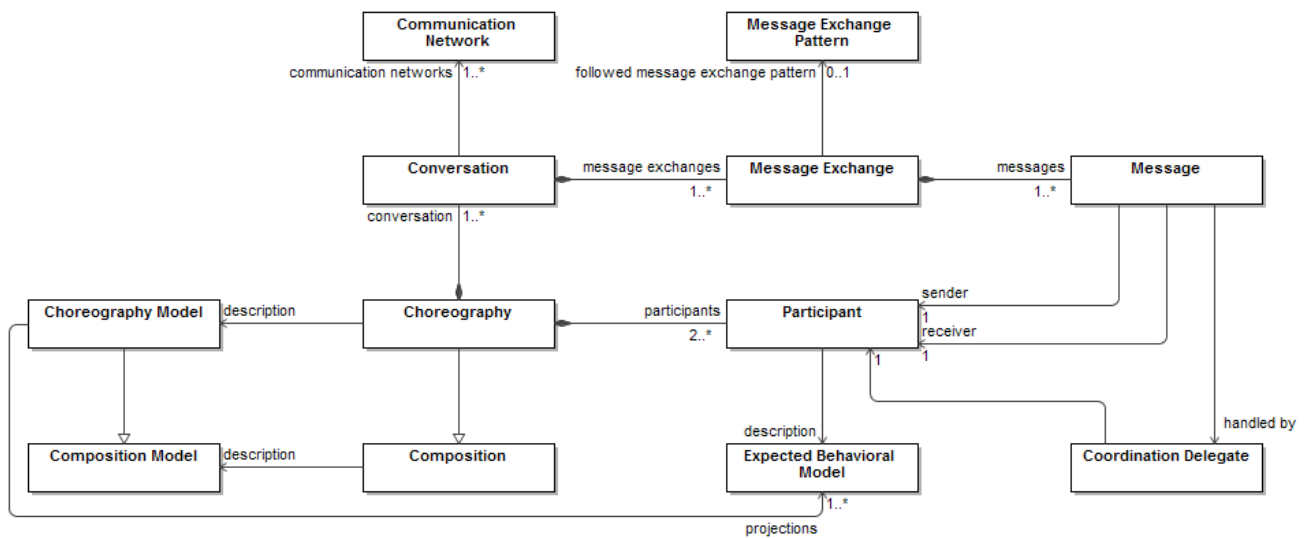 Communication
Network
Message Exchange
Pattern
communication networks 1..*
followed message exchange pattern 0..1
Conversation
message exchanges
1..*
Message Exchange
messages
1..*
Message
conversation 1..*
Choreography Model
description
Choreography
participants
2..*
Participant
sender
1
receiver
1
1
description
handled by
Composition Model
description
Composition
Expected Behavioral
Model
Coordination Delegate
1..*
projections